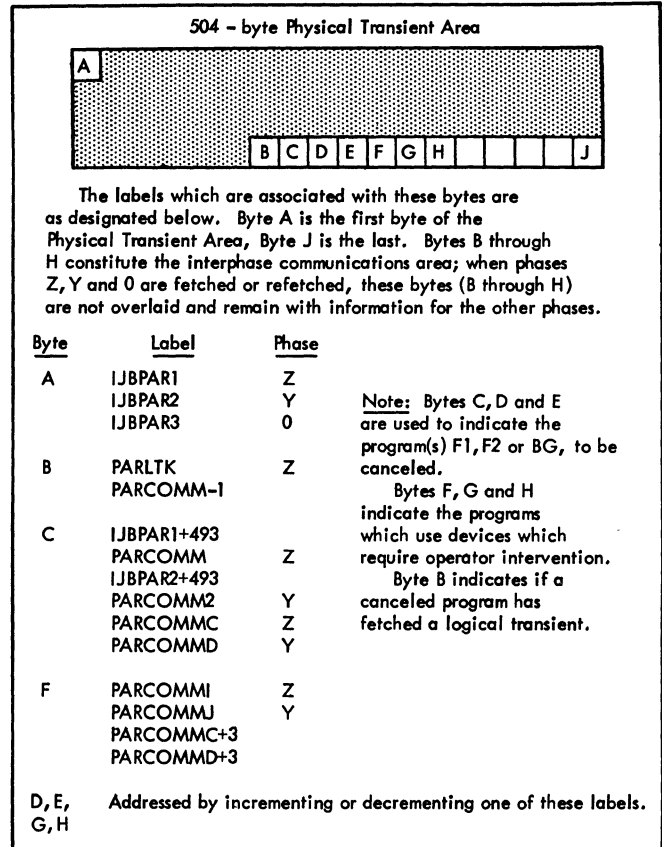 504 - byte Physical Transient Area
A
B C D E F G H J
The labels which are associated with these bytes are
as designated below. Byte A is the first byte of the
Physical Transient Area, Byte J is the last. Bytes B through
H constitute the interphase communications area; when phases
Z, Y and 0 are fetched or refetched, these bytes (B through H)
are not overlaid and remain with information for the other phases.
Byte Label Phase
A IJBPAR1 Z
IJBPAR2 Y
IJBPAR3 0
B PARLTK Z
PARCOMM-1
C IJBPAR1+493
PARCOMM Z
IJBPAR2+493
PARCOMM2 Y
PARCOMMC Z
PARCOMMD Y
F PARCOMMI Z
PARCOMMJ Y
PARCOMMC+3
PARCOMMD+3
Note: Bytes C, D and E
are used to indicate the
program(s) F1, F2 or BG, to be
canceled.
Bytes F, G and H
indicate the programs
which use devices which
require operator intervention.
Byte B indicates if a
canceled program has
fetched a logical transient.
D, E, Addressed by incrementing or decrementing one of these labels.
G, H